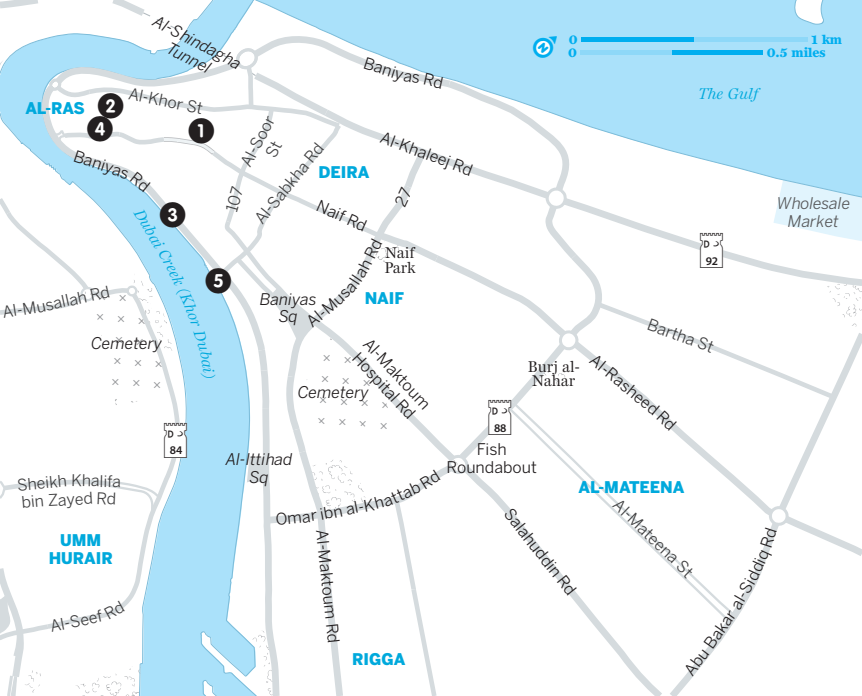 Al-Shindagha
Tunnel
0
1 km
0
0.5 miles
Baniyas Rd
The Gulf
AL-RAS
2
Al-Khor St
4
1
Al-Soor
St
Al-Khaleej Rd
Baniyas Rd
Al-Sabkha Rd
DEIRA
107
27
3
Naif Rd
Wholesale
Market
Dubai Creek (Khor Dubai)
Naif
Park
D
92
5
Al-Musallah Rd
Al-Musallah Rd
Baniyas
Sq
NAIF
Cemetery
Bartha St
Al-Maktoum
Hospital Rd
Burj al-
Nahar
Al-Rasheed Rd
Cemetery
D
88
D
84
Fish
Roundabout
Al-Ittihad
Sq
Sheikh Khalifa
bin Zayed Rd
AL-MATEENA
Omar ibn al-Khattab Rd
Al-Mateena St
Salahuddin Rd
UMM
HURAIR
Al-Maktoum Rd
Abu Bakar al-Siddiq Rd
Al-Seef Rd
RIGGA